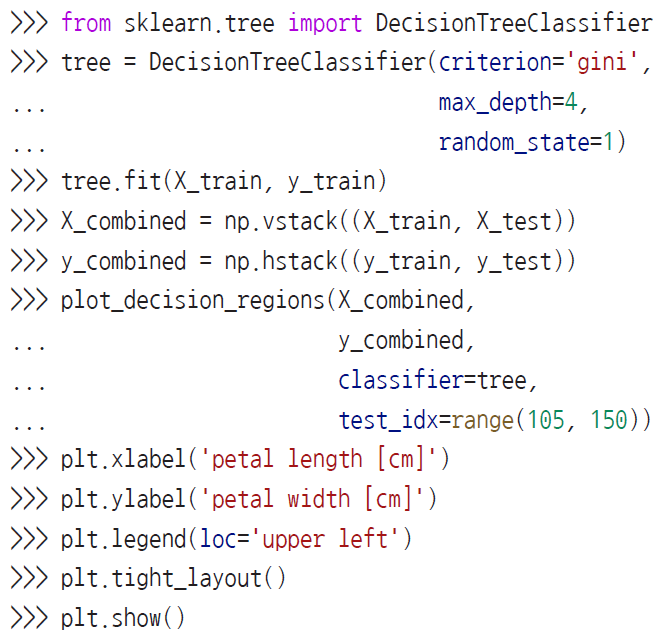 >>> from sklearn.tree import DecisionTreeClassifier
>>> tree = DecisionTreeClassifier(criterion='gini',
...                               max_depth=4,
...                               random_state=1)
>>> tree.fit(X_train, y_train)
>>> X_combined = np.vstack((X_train, X_test))
>>> y_combined = np.hstack((y_train, y_test))
>>> plot_decision_regions(X_combined,
...                       y_combined,
...                       classifier=tree,
...                       test_idx=range(105, 150))
>>> plt.xlabel('petal length [cm]')
>>> plt.ylabel('petal width [cm]')
>>> plt.legend(loc='upper left')
>>> plt.tight_layout()
>>> plt.show()